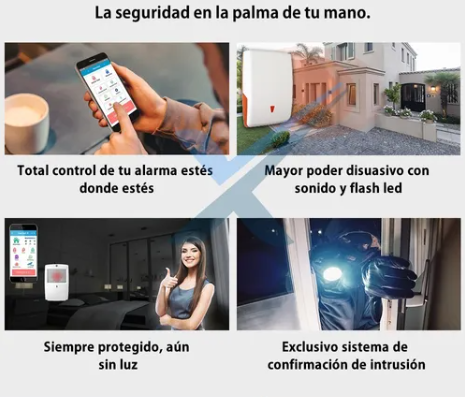 La seguridad en la palma de tu mano.
Total control de tu alarma estés
donde estés
Mayor poder disuasivo con
sonido y flash led
Siempre protegido, aún
sin luz
Exclusivo sistema de
confirmación de intrusión